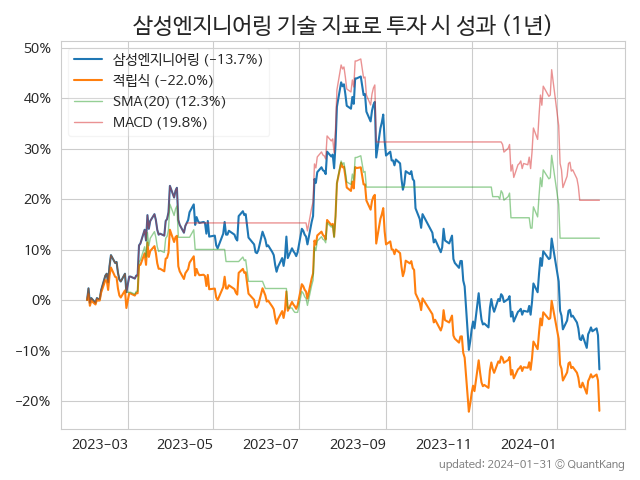 삼성엔지니어링 기술 지표로 투자 시 성과 (1년)
삼성엔지니어링 (−13.7%)
적립식 (−22.0%)
SMA(20) (12.3%)
MACD (19.8%)
50%
40%
30%
20%
10%
0%
−10%
−20%
2023-03 2023-05 2023-07 2023-09 2023-11 2024-01
updated: 2024-01-31 © QuantKang